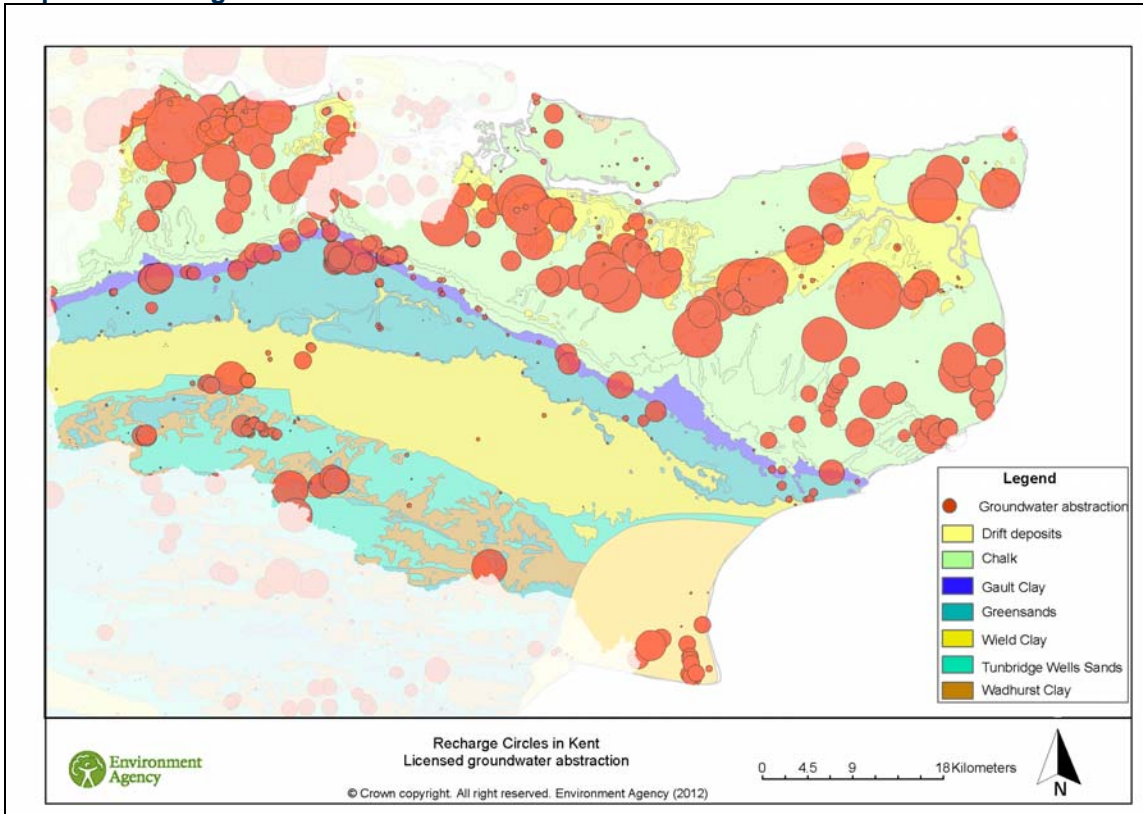 Legend
Groundwater abstraction
Drift deposits
Chalk
Gault Clay
Greensands
Wield Clay
Tunbridge Wells Sands
Wadhurst Clay
Environment
Agency
Recharge Circles in Kent
Licensed groundwater abstraction
© Crown copyright. All right reserved. Environment Agency (2012)
0 4.5 9 18 Kilometers
N